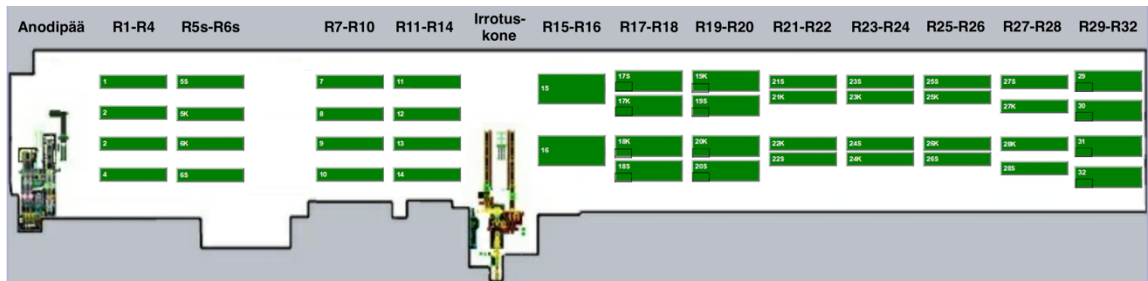 Anodipää R1-R4 R5s-R6s R7-R10 R11-R14 Irrotus-
kone R15-R16 R17-R18 R19-R20 R21-R22 R23-R24 R25-R26 R27-R28 R29-R32
1 5S 7 11 15 17S 19K 21S 23S 25S 27S 29
21K 23K 25K
17K 19S 27K 30
2 5K 8 12
2 6K 9 13 16 18K 20K 22K 24S 26K 28K 31
22S 24K 26S
18S 20S 28S
4 6S 10 14 32